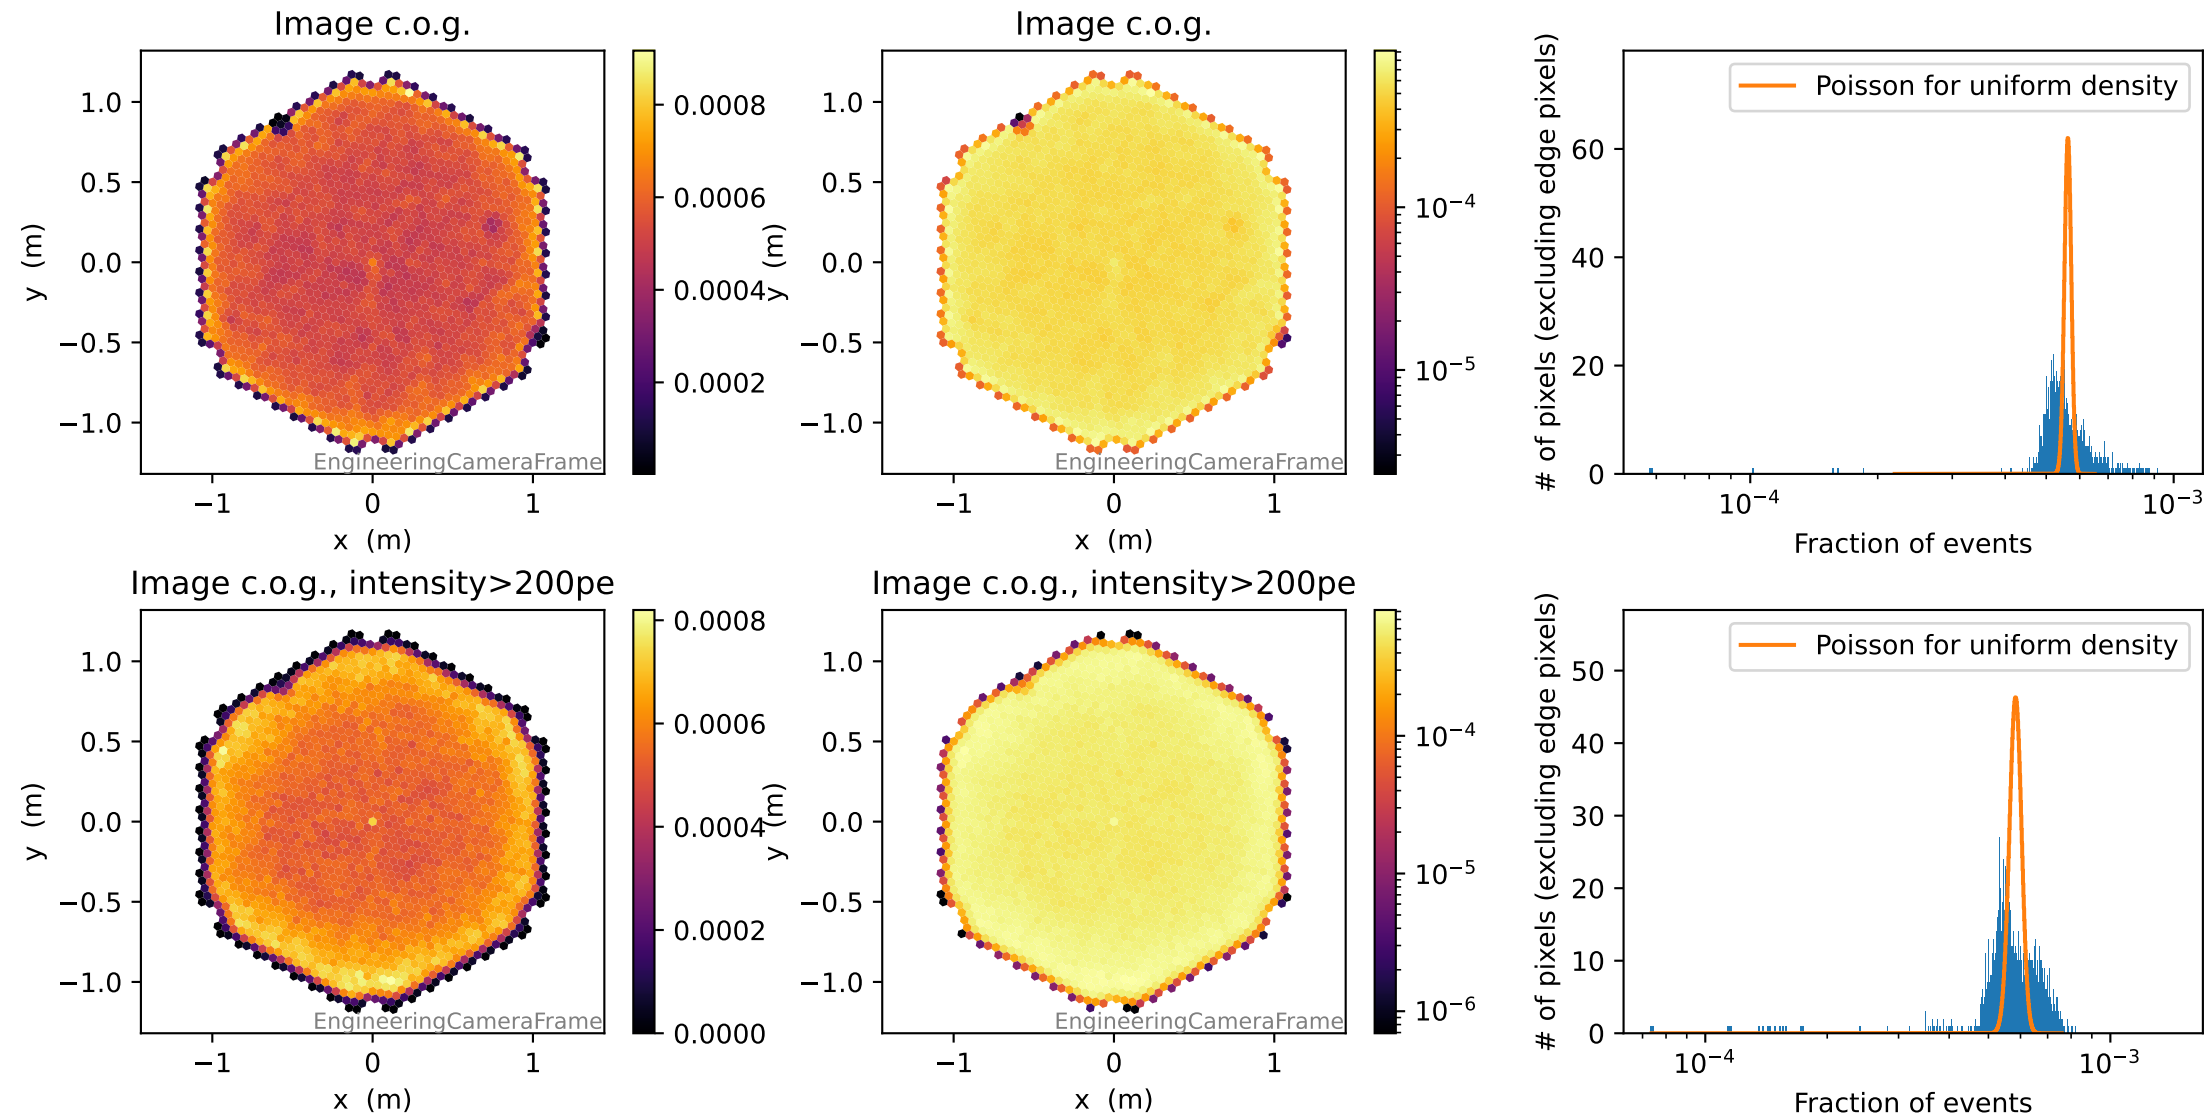 Image c.o.g.
1.0
0.5
0.0
−0.5
−1.0
y (m)
−1
0
1
x (m)
EngineeringCameraFrame
0.0008
0.0006
0.0004
0.0002
Image c.o.g.
1.0
0.5
0.0
−0.5
−1.0
y (m)
−1
0
1
x (m)
EngineeringCameraFrame
10⁻⁴
10⁻⁵
# of pixels (excluding edge pixels)
60
40
20
0
Poisson for uniform density
10⁻⁴
10⁻³
Fraction of events
Image c.o.g., intensity>200pe
1.0
0.5
0.0
−0.5
−1.0
y (m)
−1
0
1
x (m)
EngineeringCameraFrame
0.0008
0.0006
0.0004
0.0002
0.0000
Image c.o.g., intensity>200pe
1.0
0.5
0.0
−0.5
−1.0
y (m)
−1
0
1
x (m)
EngineeringCameraFrame
10⁻⁴
10⁻⁵
10⁻⁶
# of pixels (excluding edge pixels)
50
40
30
20
10
0
Poisson for uniform density
10⁻⁴
10⁻³
Fraction of events